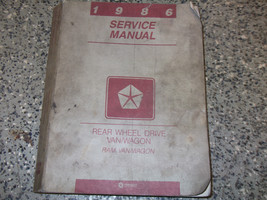 1986
SERVICE
MANUAL
REAR WHEEL DRIVE
VAN/WAGON